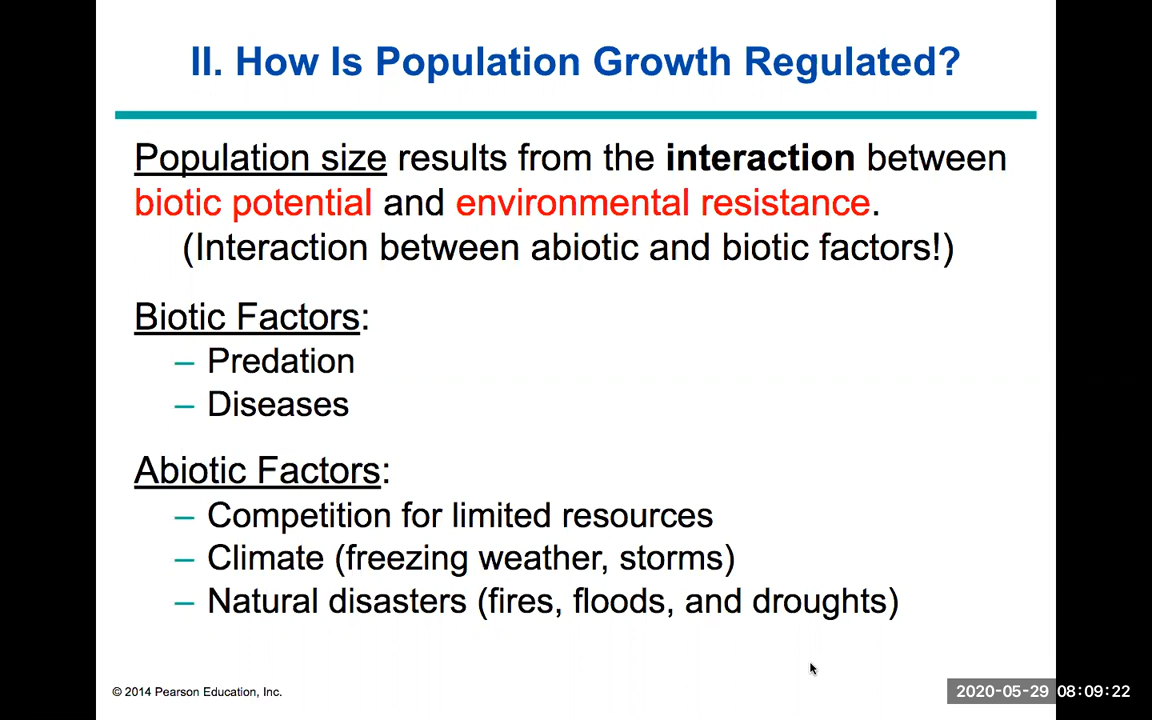 II. How Is Population Growth Regulated?
Population size results from the interaction between
biotic potential and environmental resistance.
(Interaction between abiotic and biotic factors!)
Biotic Factors:
– Predation
– Diseases
Abiotic Factors:
– Competition for limited resources
– Climate (freezing weather, storms)
– Natural disasters (fires, floods, and droughts)
© 2014 Pearson Education, Inc.
2020-05-29 08:09:22